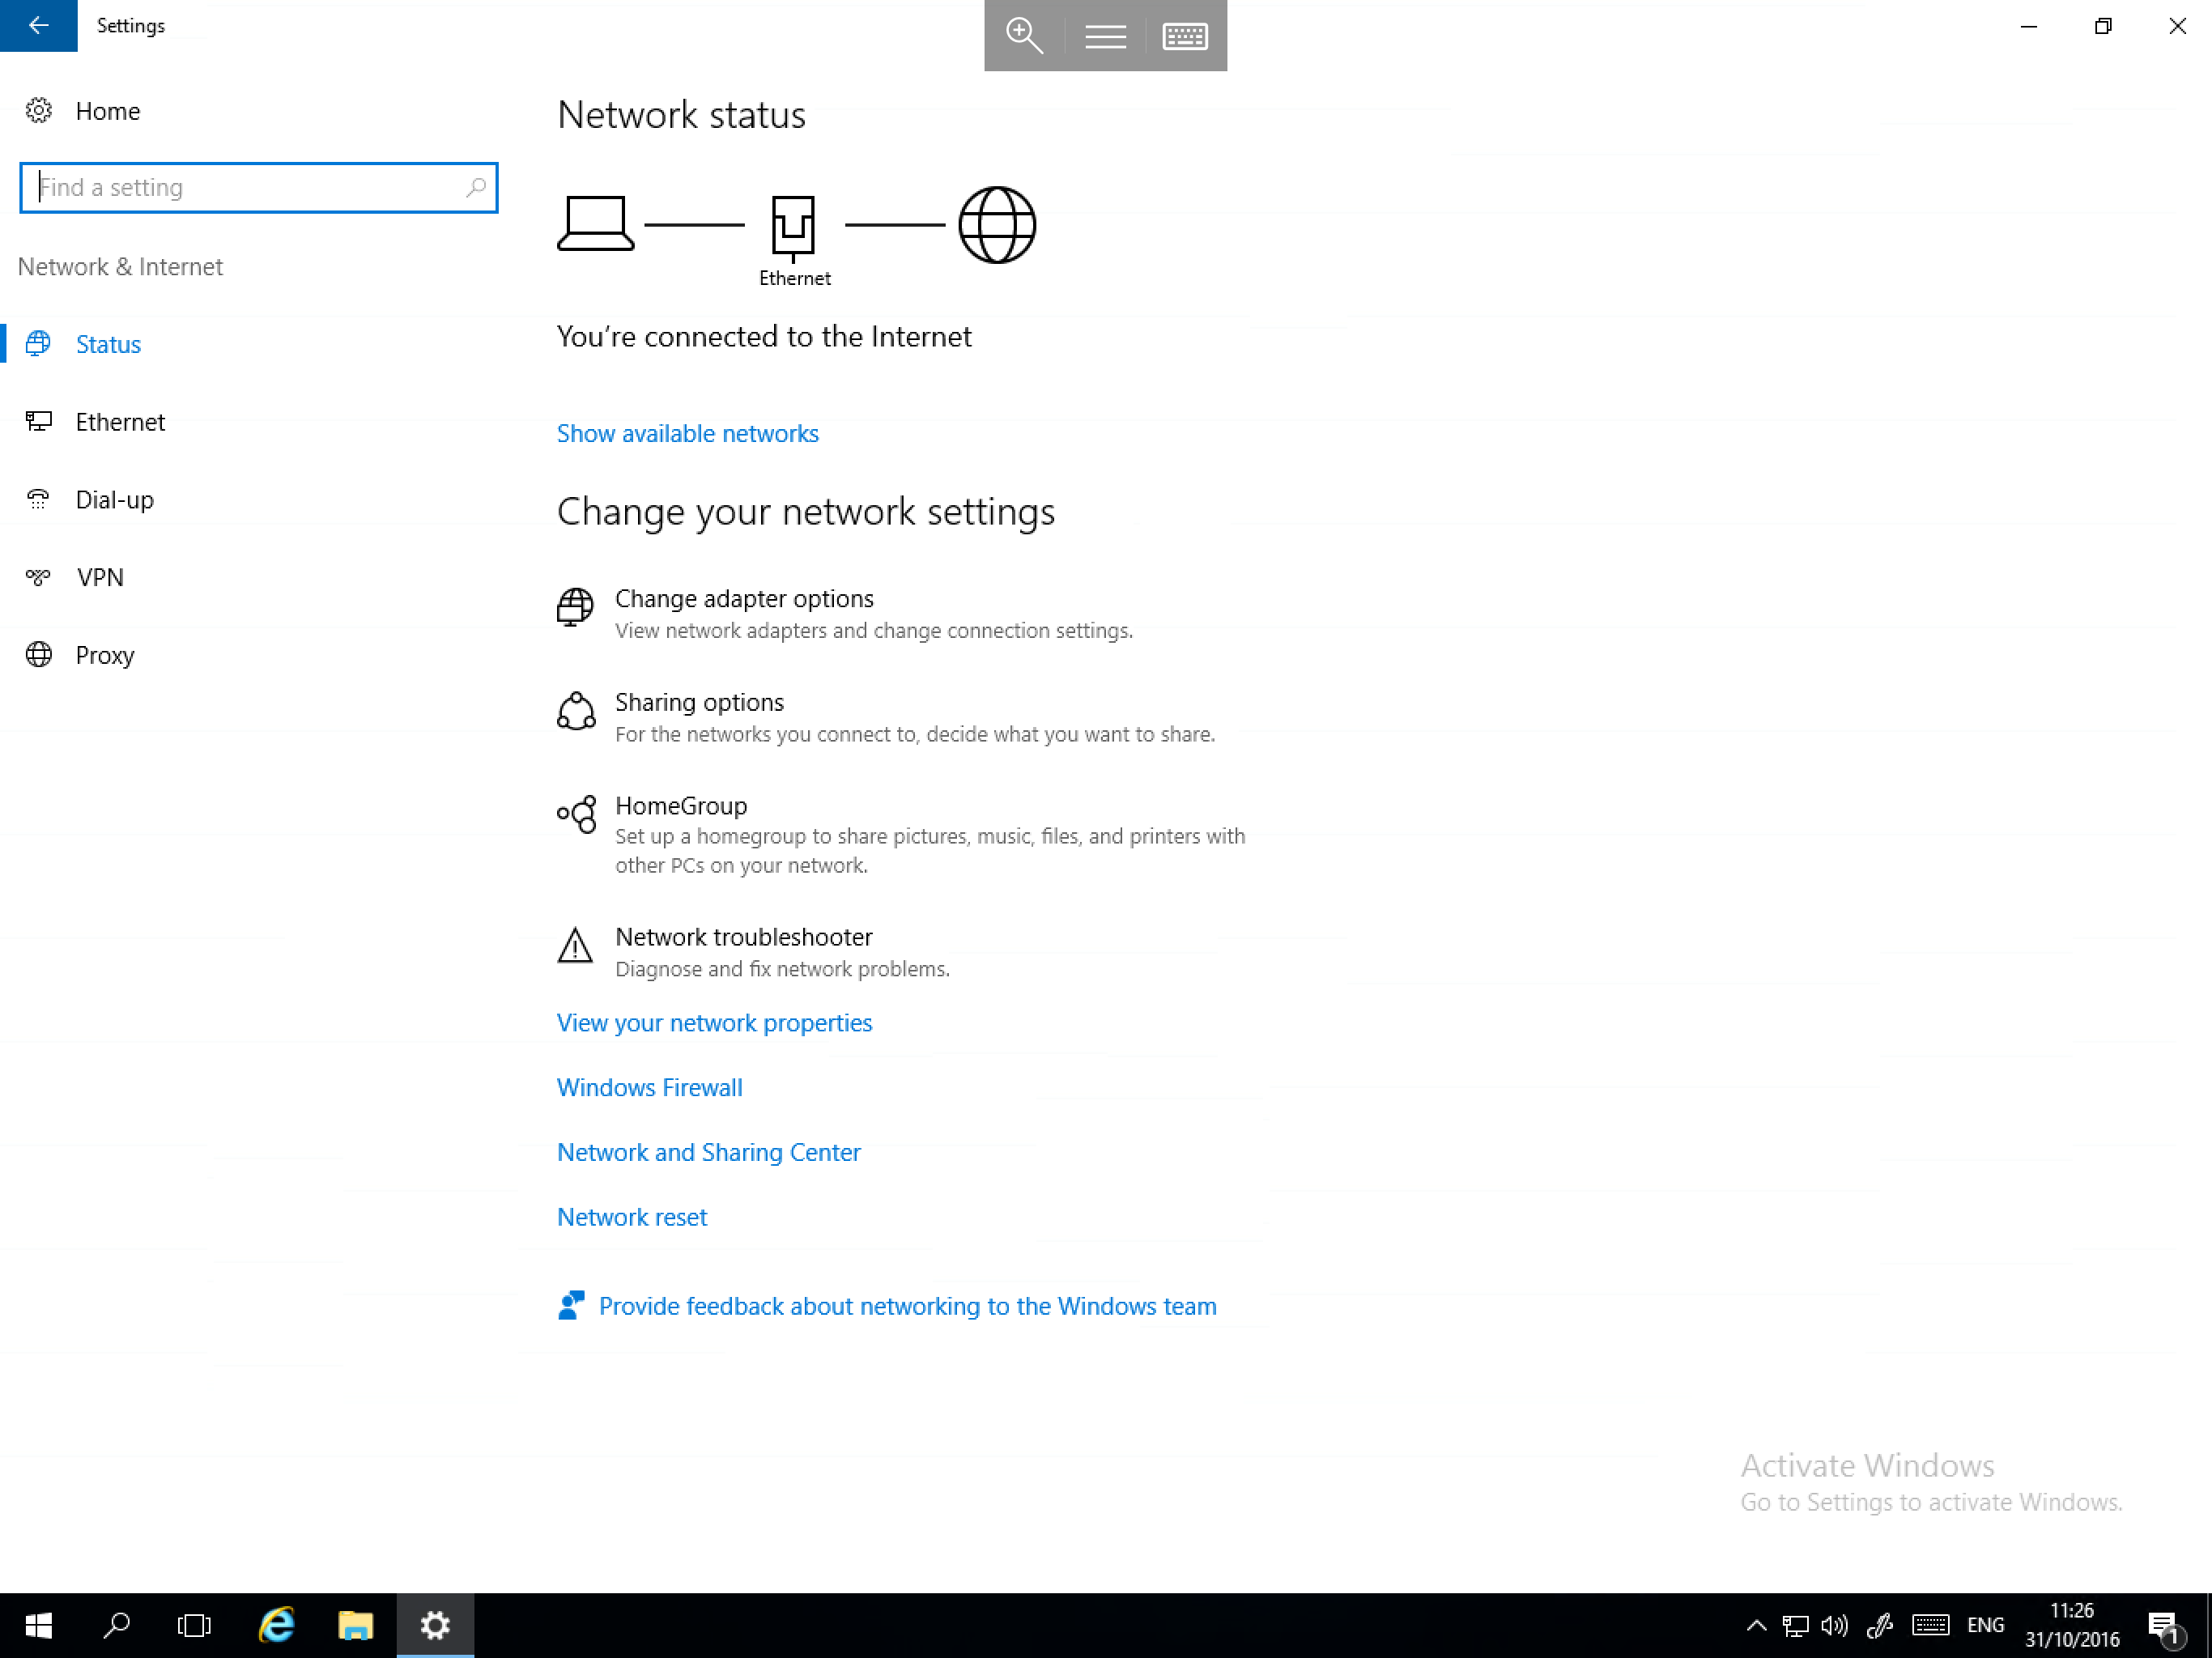 Settings
Home
Find a setting
Network & Internet
Status
Ethernet
Dial-up
VPN
Proxy
Network status
Ethernet
You're connected to the Internet
Show available networks
Change your network settings
Change adapter options
View network adapters and change connection settings.
Sharing options
For the networks you connect to, decide what you want to share.
HomeGroup
Set up a homegroup to share pictures, music, files, and printers with
other PCs on your network.
Network troubleshooter
Diagnose and fix network problems.
View your network properties
Windows Firewall
Network and Sharing Center
Network reset
Provide feedback about networking to the Windows team
Activate Windows
Go to Settings to activate Windows.
ENG
11:26
31/10/2016
1